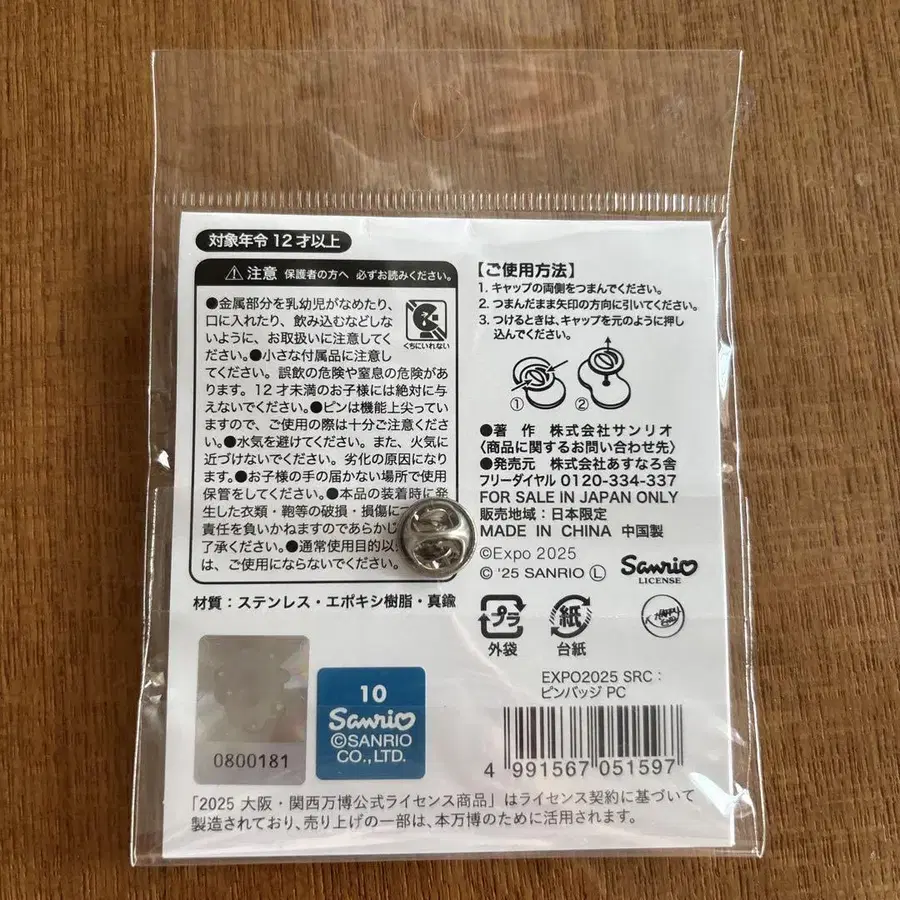 対象年令 12 才以上
注意 保護者の方へ 必ずお読みください。
●金属部分を乳幼児がなめたり、
口に入れたり、飲み込むなどしな
いように、お取扱いに注意してく
ださい。●小さな付属品に注意し
てください。誤飲の危険や窒息の危険があ
ります。12才未満のお子様には絶対に与
えないでください。●ピンは機能上尖ってい
ますので、ご使用の際は十分ご注意くださ
い。●水気を避けてください。また、火気に
近づけないでください。劣化の原因になりま
す。●お子様の手の届かない場所で使用
保管をしてください。●本品の装着時に発
生した衣類・鞄等の破損・損傷につ
責任を負いかねますのであらかじ
了承ください。●通常使用目的以
は、ご使用にならないでください。
くちにいれない
材質：ステンレス・エポキシ樹脂・真鍮
【ご使用方法】
1. キャップの両側をつまんでください。
2. つまんだまま矢印の方向に引いてください。
3. つけるときは、キャップを元のように押し
込んでください。
① ②
●著 作 株式会社サンリオ
〈商品に関するお問い合わせ先〉
●発売元 株式会社あすなろ舎
フリーダイヤル 0120-334-337
FOR SALE IN JAPAN ONLY
販売地域：日本限定
MADE IN CHINA 中国製
©Expo 2025
© '25 SANRIO Ⓛ
Sanrio
LICENSE
プラ
外袋
紙
台紙
EXPO2025 SRC：
ピンバッジ PC
4 991567 051597
0800181
10
Sanrio
©SANRIO
CO.,LTD.
「2025 大阪・関西万博公式ライセンス商品」はライセンス契約に基づいて
製造されており、売り上げの一部は、本万博のために活用されます。